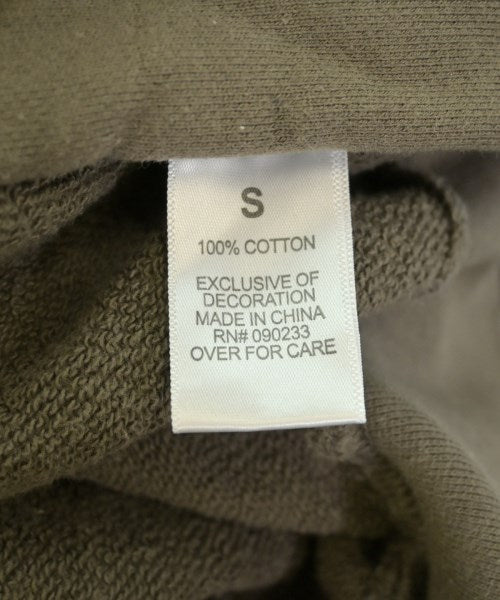 S
100% COTTON
EXCLUSIVE OF
DECORATION
MADE IN CHINA
RN# 090233
OVER FOR CARE